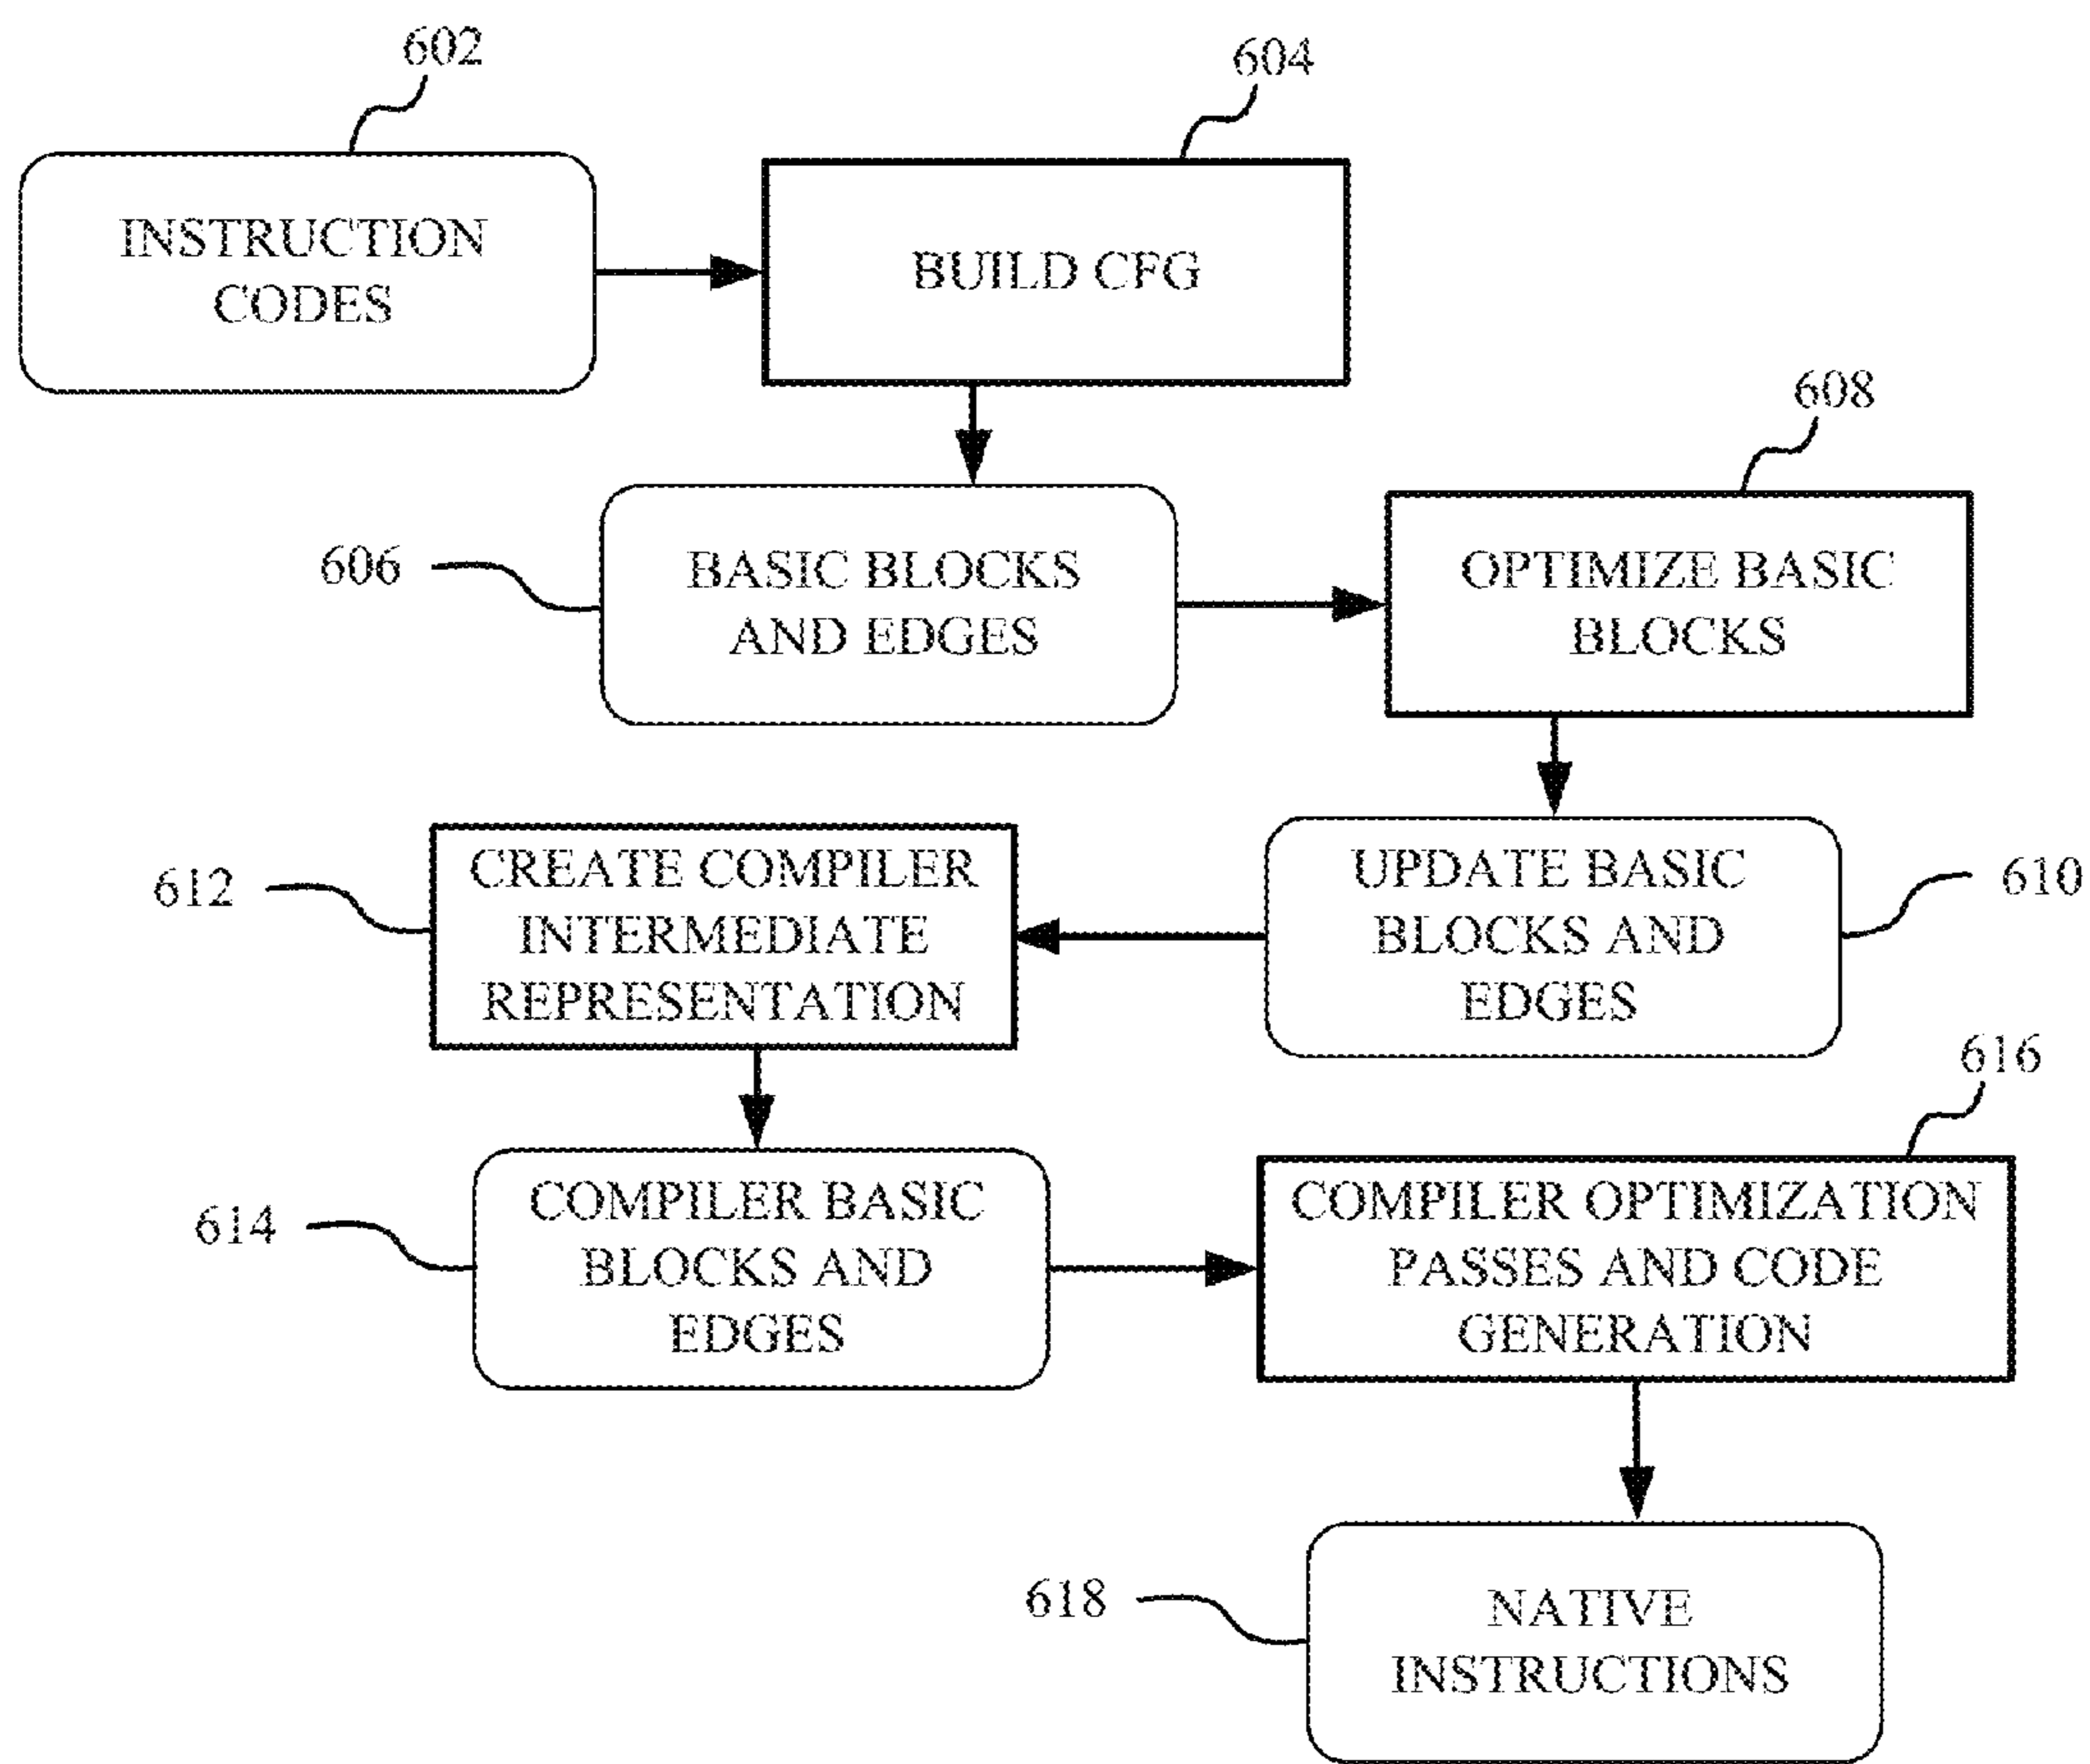 602
604
INSTRUCTION
CODES
BUILD CFG
608
606
BASIC BLOCKS
AND EDGES
OPTIMIZE BASIC
BLOCKS
612
CREATE COMPILER
INTERMEDIATE
REPRESENTATION
UPDATE BASIC
BLOCKS AND
EDGES
610
616
614
COMPILER BASIC
BLOCKS AND
EDGES
COMPILER OPTIMIZATION
PASSES AND CODE
GENERATION
618
NATIVE
INSTRUCTIONS